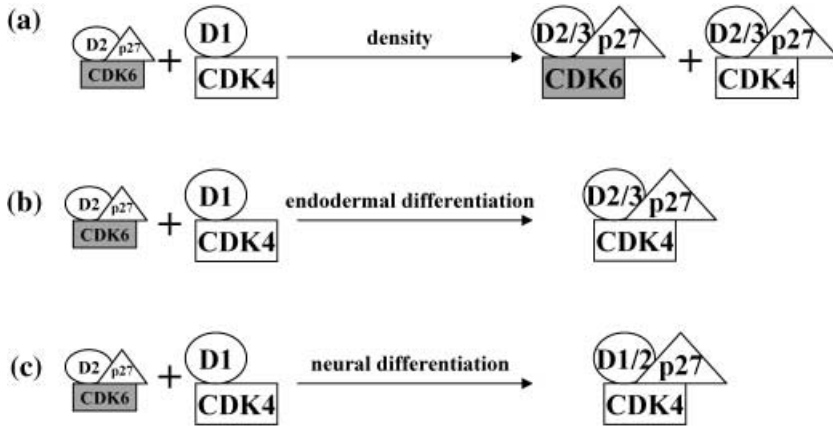 (a)
D2 p27 + D1 density D2/3 p27 + D2/3 p27
CDK6 CDK4 CDK6 CDK4
(b)
D2 p27 + D1 endodermal differentiation D2/3 p27
CDK6 CDK4 CDK4
(c)
D2 p27 + D1 neural differentiation D1/2 p27
CDK6 CDK4 CDK4